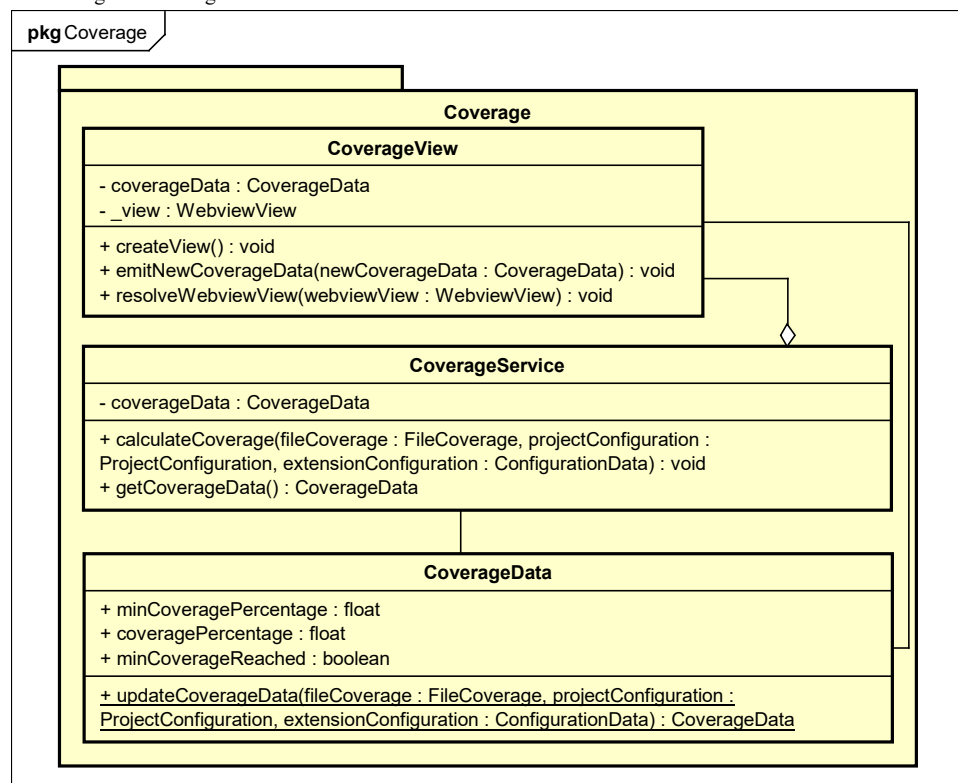 pkg Coverage
Coverage
CoverageView
- coverageData : CoverageData
- _view : WebviewView
+ createView() : void
+ emitNewCoverageData(newCoverageData : CoverageData) : void
+ resolveWebviewView(webviewView : WebviewView) : void
CoverageService
- coverageData : CoverageData
+ calculateCoverage(fileCoverage : FileCoverage, projectConfiguration :
ProjectConfiguration, extensionConfiguration : ConfigurationData) : void
+ getCoverageData() : CoverageData
CoverageData
+ minCoveragePercentage : float
+ coveragePercentage : float
+ minCoverageReached : boolean
+ updateCoverageData(fileCoverage : FileCoverage, projectConfiguration :
ProjectConfiguration, extensionConfiguration : ConfigurationData) : CoverageData